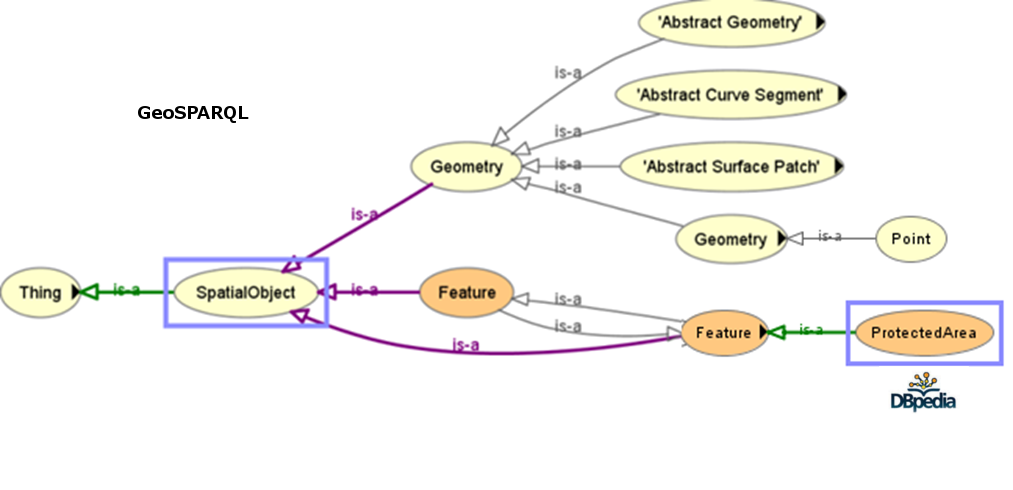 'Abstract Geometry'
is-a
GeoSPARQL
'Abstract Curve Segment'
is-a
Geometry
is-a
'Abstract Surface Patch'
is-a
is-a
Geometry
is-a
Point
Thing
is-a
SpatialObject
is-a
Feature
is-a
is-a
is-a
Feature
is-a
ProtectedArea
DBpedia